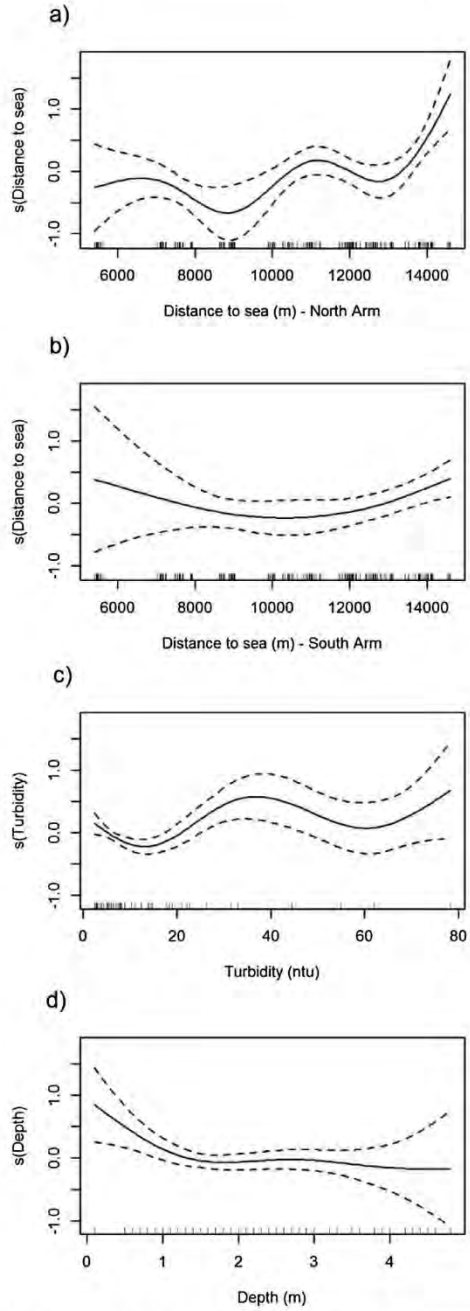 a)
s(Distance to sea)
1.0
0.0
-1.0
6000 8000 10000 12000 14000
Distance to sea (m) - North Arm
b)
s(Distance to sea)
1.0
0.0
-1.0
6000 8000 10000 12000 14000
Distance to sea (m) - South Arm
c)
s(Turbidity)
1.0
0.0
-1.0
0 20 40 60 80
Turbidity (ntu)
d)
s(Depth)
1.0
0.0
-1.0
0 1 2 3 4
Depth (m)